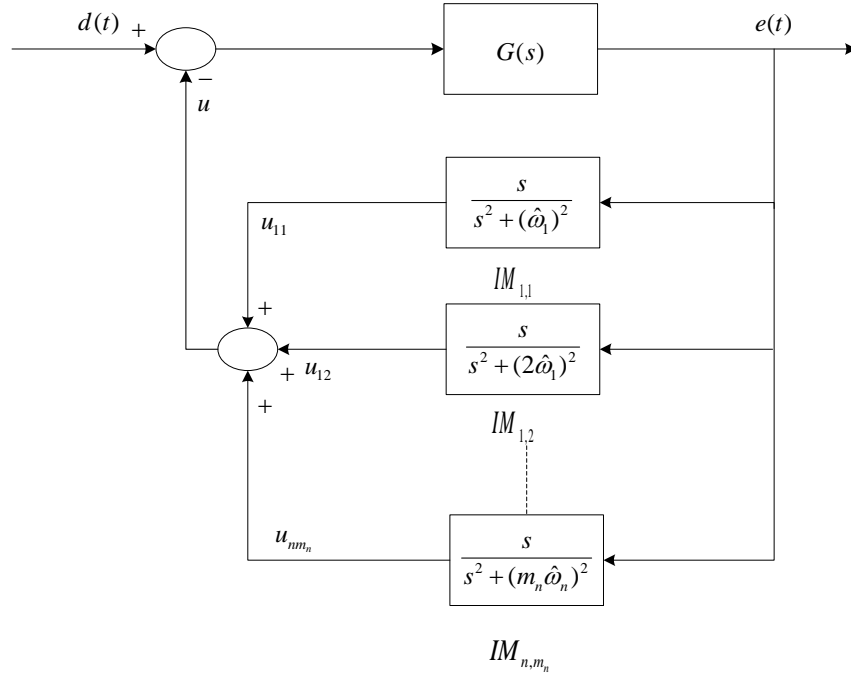 d(t) + e(t)
G(s)
−
u
s
s² + (ω̂₁)²
u₁₁
IM₁,₁
+
s
s² + (2ω̂₁)²
+ u₁₂
+
IM₁,₂
s
s² + (mₙω̂ₙ)²
uₙₘₙ
IMₙ,ₘₙ